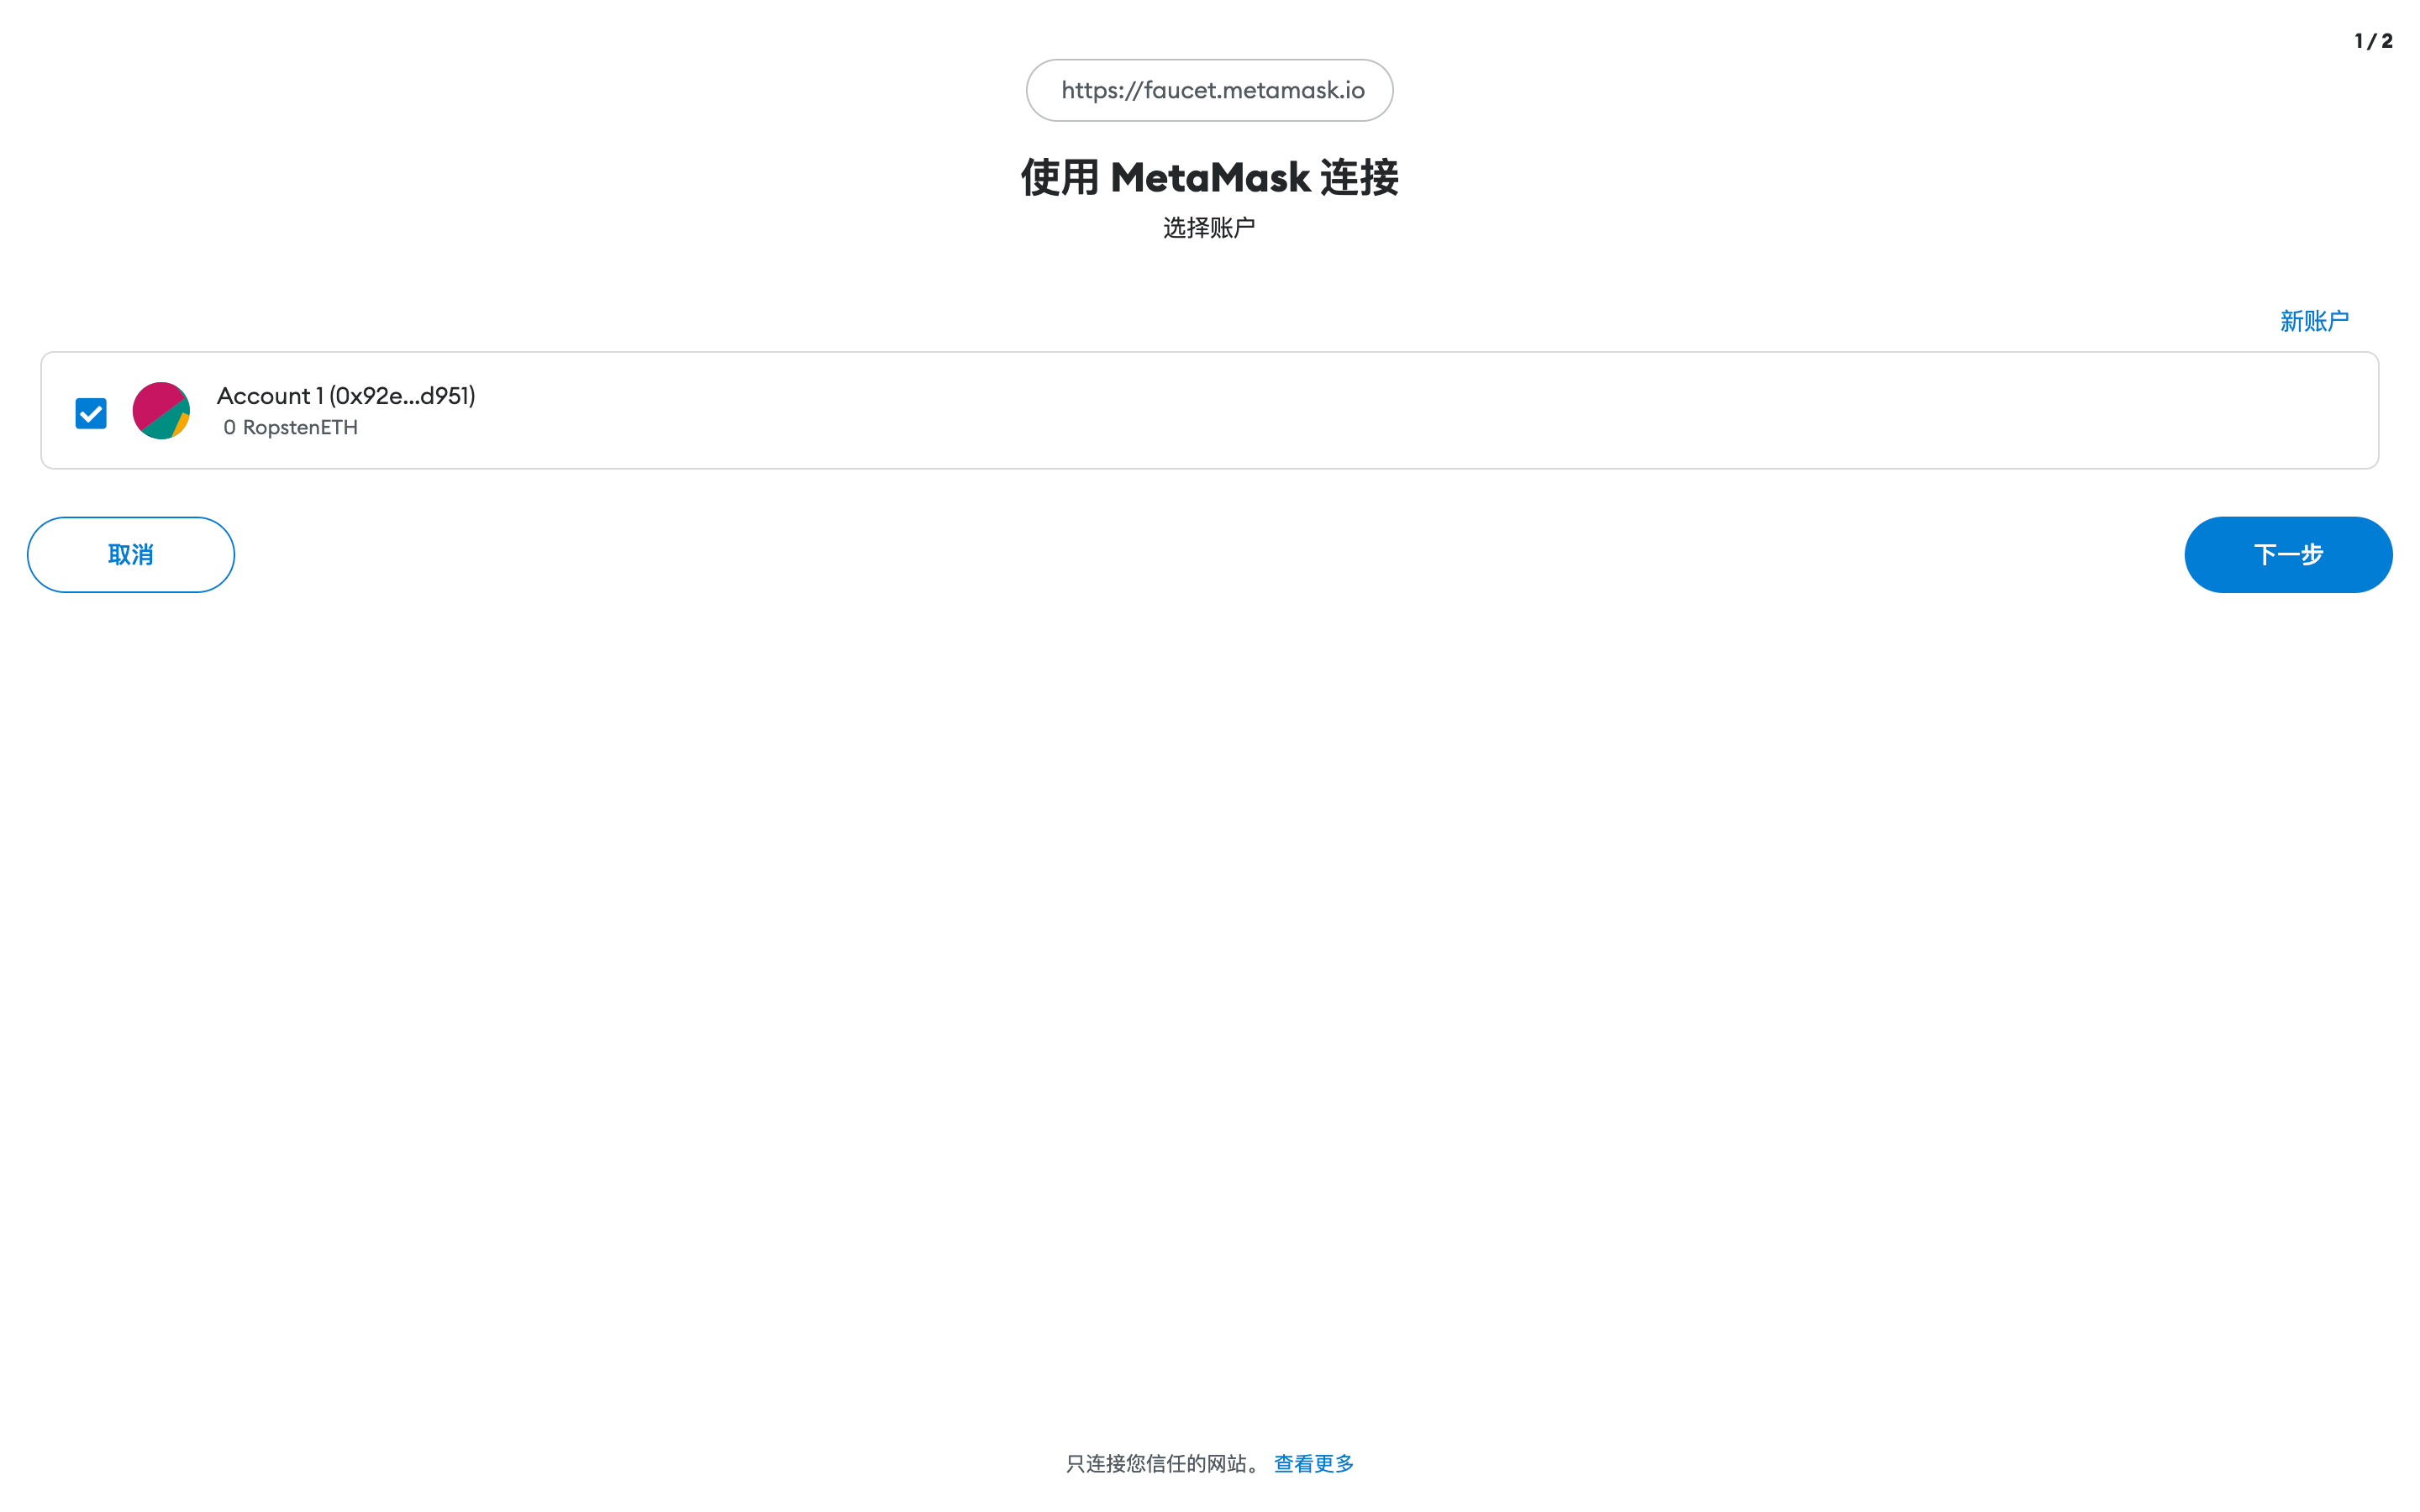 1 / 2
https://faucet.metamask.io
使用 MetaMask 连接
选择账户
新账户
Account 1 (0x92e...d951)
0 RopstenETH
取消
下一步
只连接您信任的网站。 查看更多